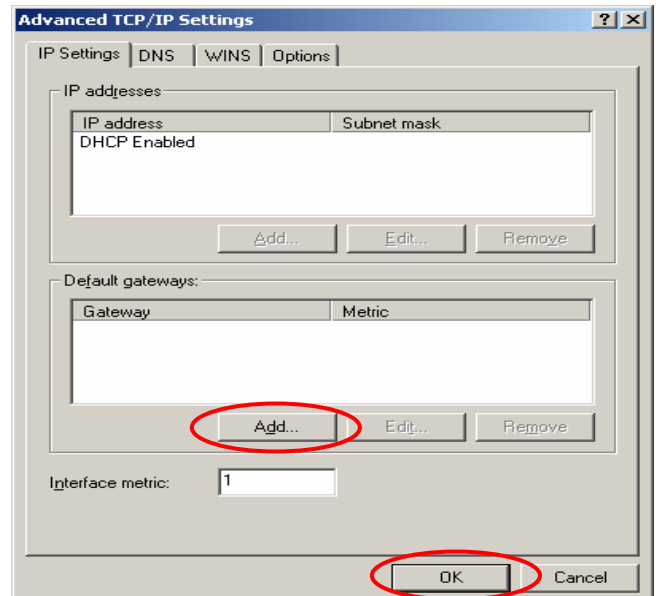 Advanced TCP/IP Settings
IP Settings DNS WINS Options
IP addresses
IP address Subnet mask
DHCP Enabled
Add... Edit... Remove
Default gateways:
Gateway Metric
Add... Edit... Remove
Interface metric: 1
OK Cancel